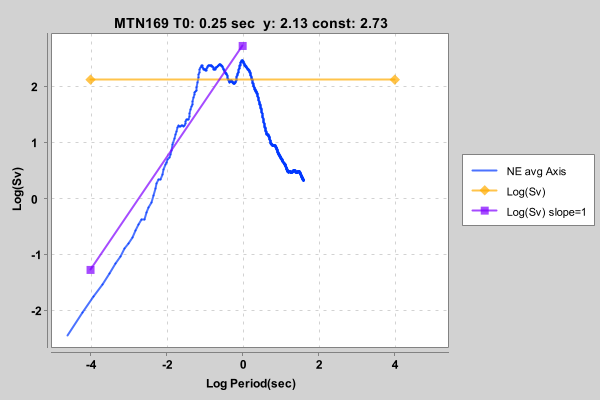 MTN169 T0: 0.25 sec  y: 2.13 const: 2.73
Log(Sv)
2
1
0
-1
-2
-4
-2
0
2
4
Log Period(sec)
NE avg Axis
Log(Sv)
Log(Sv) slope=1